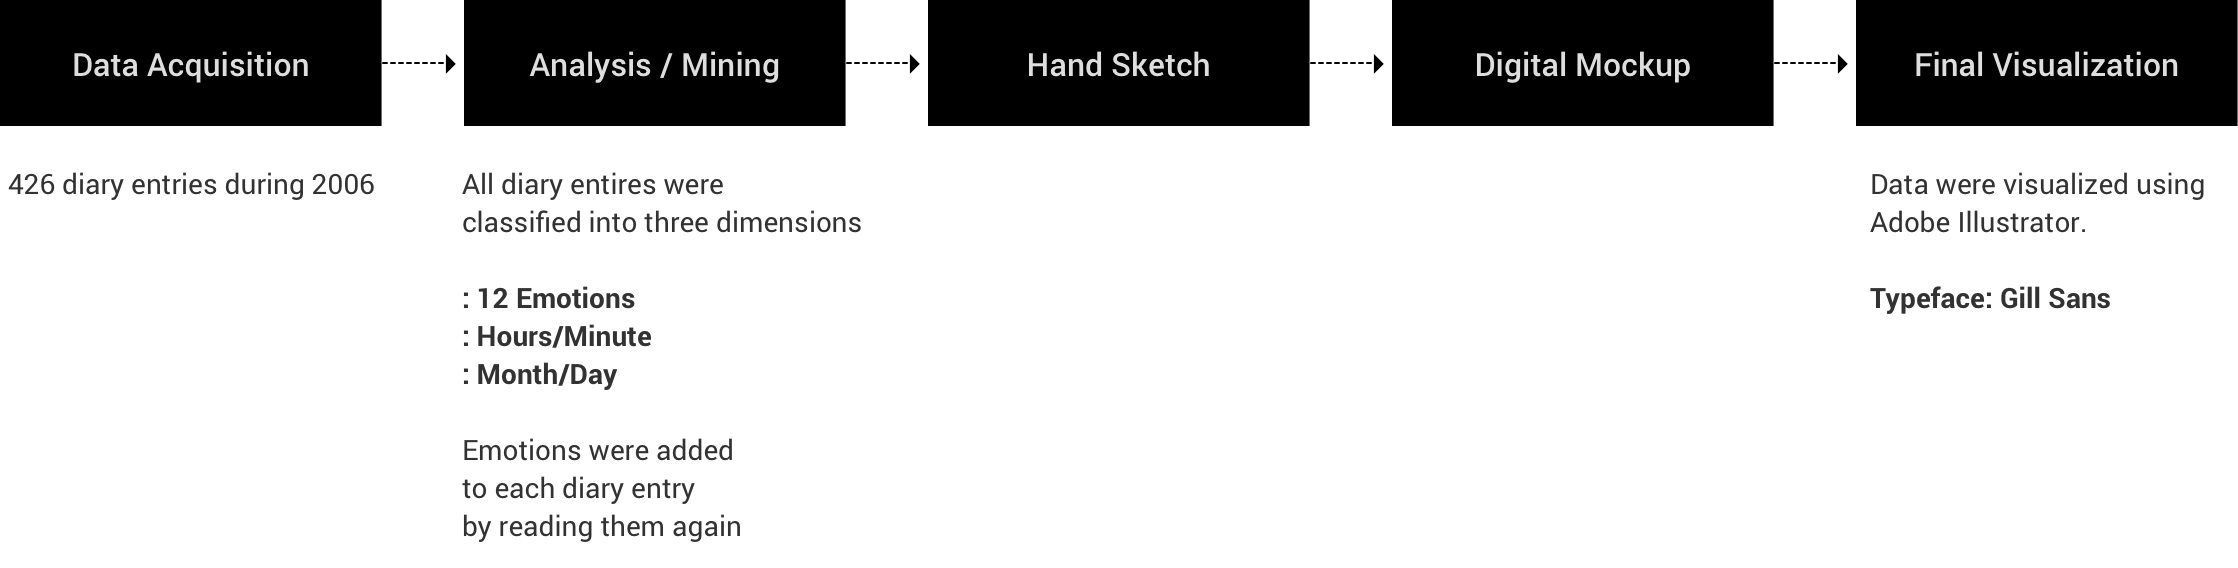 Data Acquisition
Analysis / Mining
Hand Sketch
Digital Mockup
Final Visualization
426 diary entries during 2006
All diary entires were
classified into three dimensions
: 12 Emotions
: Hours/Minute
: Month/Day
Emotions were added
to each diary entry
by reading them again
Data were visualized using
Adobe Illustrator.
Typeface: Gill Sans